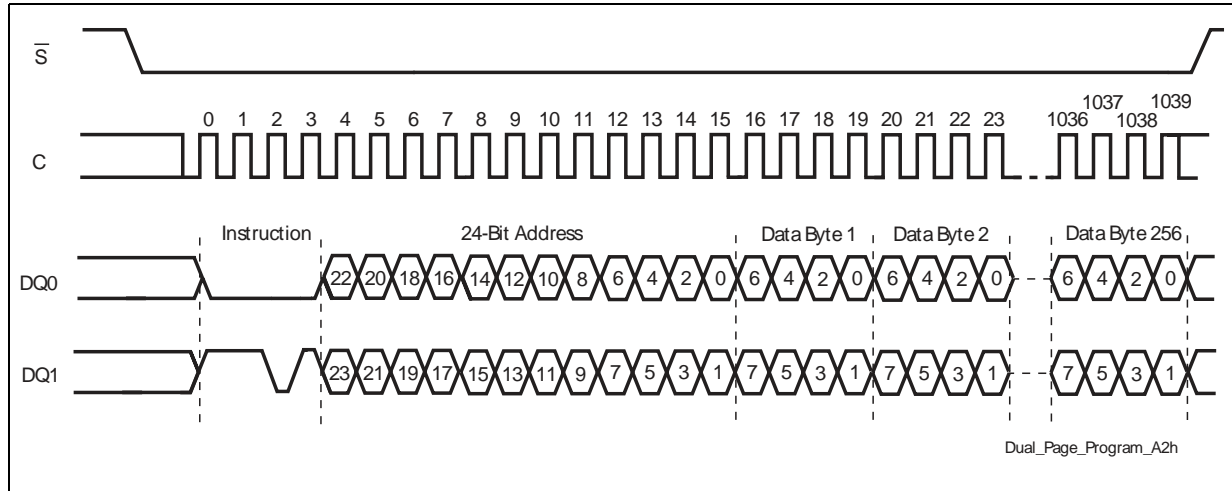 S
1037 1039
0 1 2 3 4 5 6 7 8 9 10 11 12 13 14 15 16 17 18 19 20 21 22 23 1036 1038
C
Instruction 24-Bit Address Data Byte 1 Data Byte 2 Data Byte 256
DQ0 22 20 18 16 14 12 10 8 6 4 2 0 6 4 2 0 6 4 2 0 6 4 2 0
DQ1 23 21 19 17 15 13 11 9 7 5 3 1 7 5 3 1 7 5 3 1 7 5 3 1
Dual_Page_Program_A2h